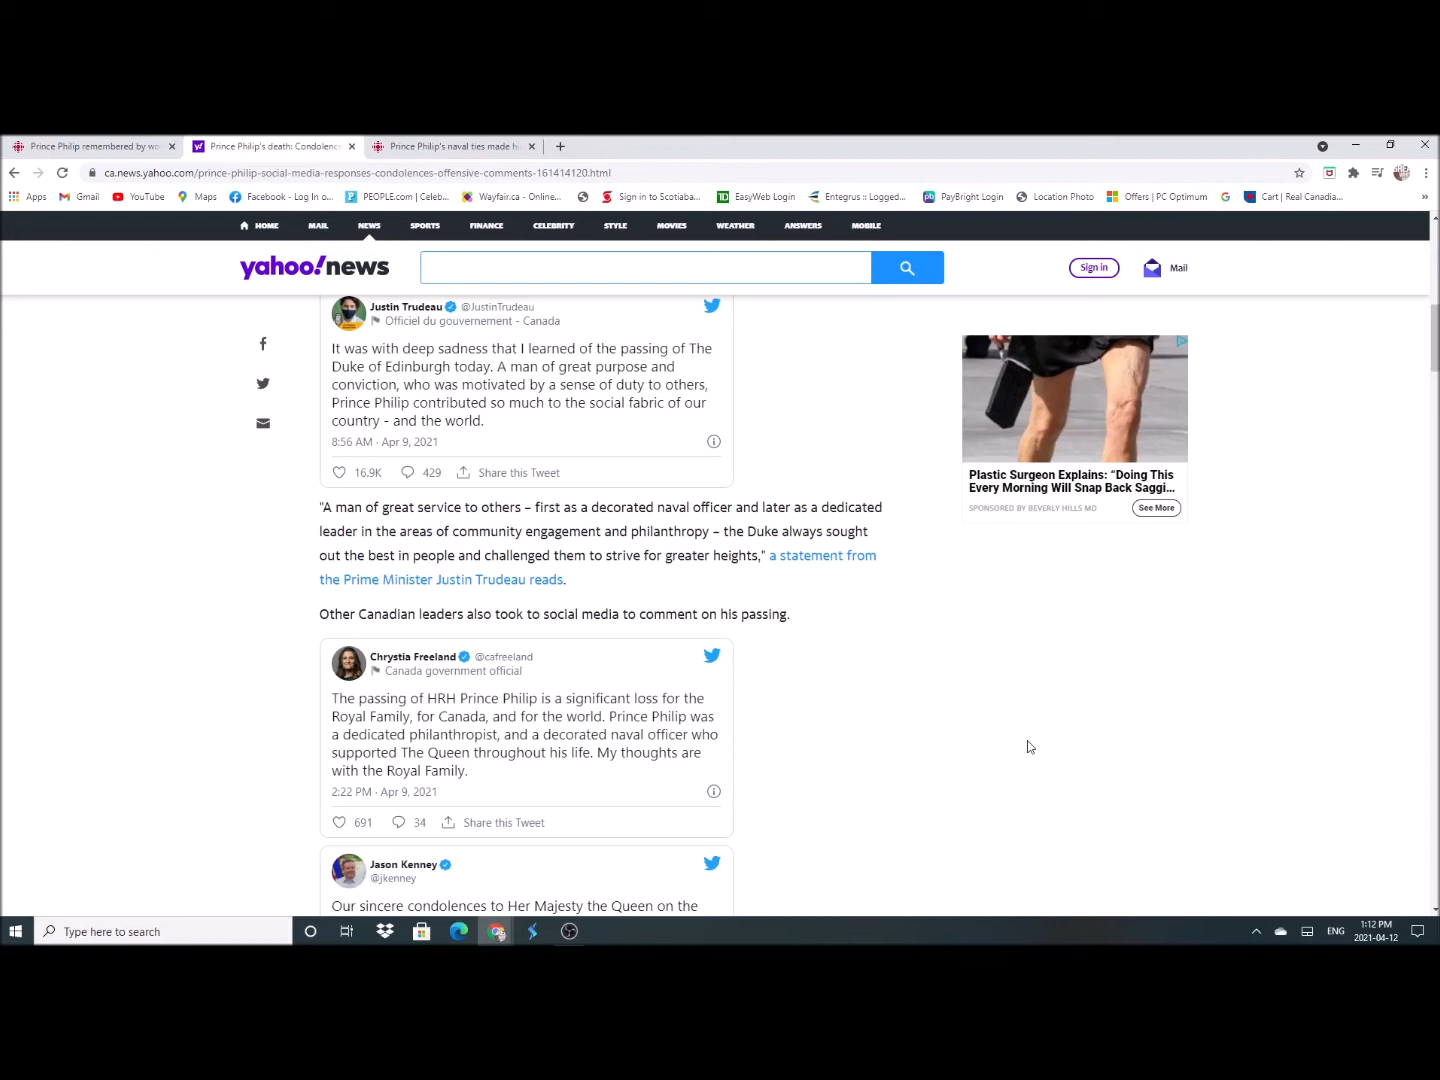 Prince Philip remembered by wo
Prince Philip's death: Condolenc
Prince Philip's naval ties made h
ca.news.yahoo.com/prince-philip-social-media-responses-condolences-offensive-comments-161414120.html
Apps
Gmail
YouTube
Maps
Facebook - Log In o...
PEOPLE.com | Celeb...
Wayfair.ca - Online...
Sign in to Scotiaba...
EasyWeb Login
Entegrus :: Logged...
PayBright Login
Location Photo
Offers | PC Optimum
Cart | Real Canadia...
HOME
MAIL
NEWS
SPORTS
FINANCE
CELEBRITY
STYLE
MOVIES
WEATHER
ANSWERS
MOBILE
yahoo!news
Sign in
Mail
Justin Trudeau @JustinTrudeau
Officiel du gouvernement - Canada
It was with deep sadness that I learned of the passing of The
Duke of Edinburgh today. A man of great purpose and
conviction, who was motivated by a sense of duty to others,
Prince Philip contributed so much to the social fabric of our
country - and the world.
8:56 AM · Apr 9, 2021
16.9K 429 Share this Tweet
"A man of great service to others – first as a decorated naval officer and later as a dedicated
leader in the areas of community engagement and philanthropy – the Duke always sought
out the best in people and challenged them to strive for greater heights," a statement from
the Prime Minister Justin Trudeau reads.
Other Canadian leaders also took to social media to comment on his passing.
Chrystia Freeland @cafreeland
Canada government official
The passing of HRH Prince Philip is a significant loss for the
Royal Family, for Canada, and for the world. Prince Philip was
a dedicated philanthropist, and a decorated naval officer who
supported The Queen throughout his life. My thoughts are
with the Royal Family.
2:22 PM · Apr 9, 2021
691 34 Share this Tweet
Jason Kenney
@jkenney
Our sincere condolences to Her Majesty the Queen on the
Plastic Surgeon Explains: "Doing This
Every Morning Will Snap Back Saggi...
SPONSORED BY BEVERLY HILLS MD
See More
Type here to search
ENG
1:12 PM
2021-04-12